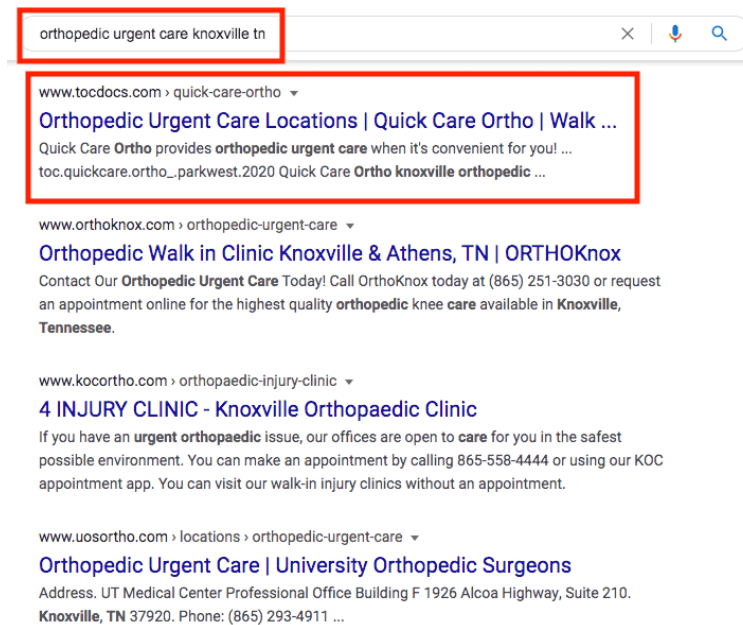 orthopedic urgent care knoxville tn
www.tocdocs.com › quick-care-ortho
Orthopedic Urgent Care Locations | Quick Care Ortho | Walk ...
Quick Care Ortho provides orthopedic urgent care when it's convenient for you! ...
toc.quickcare.ortho_.parkwest.2020 Quick Care Ortho knoxville orthopedic ...
www.orthoknox.com › orthopedic-urgent-care
Orthopedic Walk in Clinic Knoxville & Athens, TN | ORTHOKnox
Contact Our Orthopedic Urgent Care Today! Call OrthoKnox today at (865) 251-3030 or request
an appointment online for the highest quality orthopedic knee care available in Knoxville,
Tennessee.
www.kocortho.com › orthopaedic-injury-clinic
4 INJURY CLINIC - Knoxville Orthopaedic Clinic
If you have an urgent orthopaedic issue, our offices are open to care for you in the safest
possible environment. You can make an appointment by calling 865-558-4444 or using our KOC
appointment app. You can visit our walk-in injury clinics without an appointment.
www.uosortho.com › locations › orthopedic-urgent-care
Orthopedic Urgent Care | University Orthopedic Surgeons
Address. UT Medical Center Professional Office Building F 1926 Alcoa Highway, Suite 210.
Knoxville, TN 37920. Phone: (865) 293-4911 ...